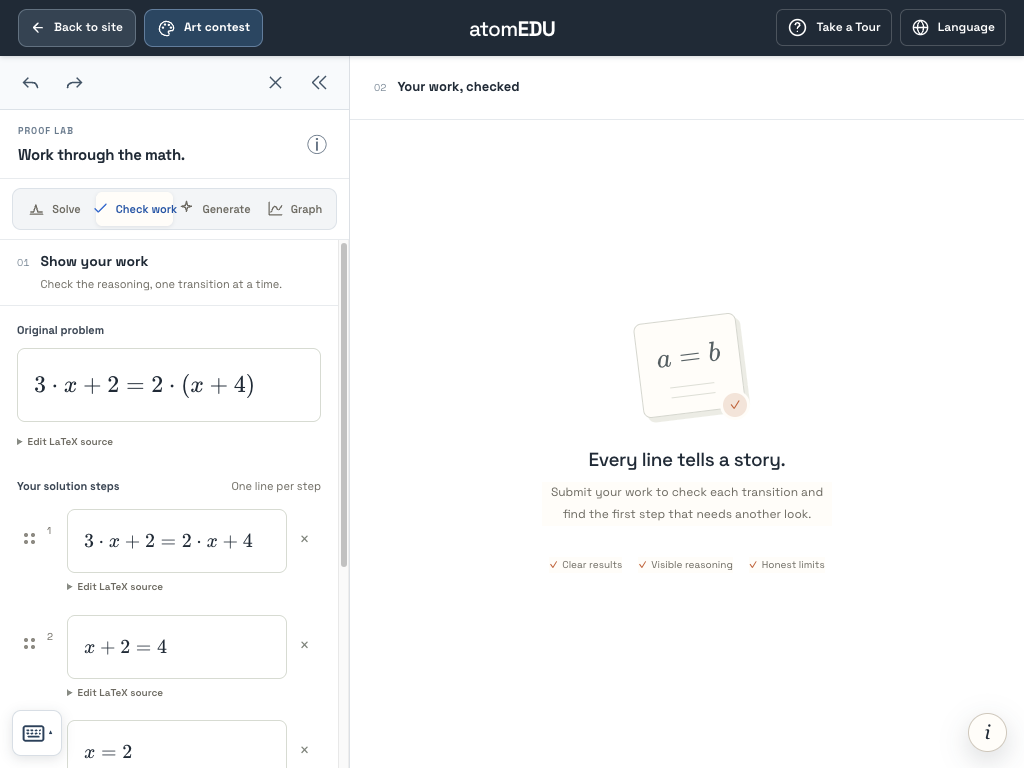 Back to site
Art contest
atomEDU
Take a Tour
Language
PROOF LAB
Work through the math.
Solve
Check work
Generate
Graph
01 Show your work
Check the reasoning, one transition at a time.
Original problem
3 · x + 2 = 2 · (x + 4)
Edit LaTeX source
Your solution steps
One line per step
1
3 · x + 2 = 2 · x + 4
×
Edit LaTeX source
2
x + 2 = 4
×
Edit LaTeX source
x = 2
×
02 Your work, checked
a = b
Every line tells a story.
Submit your work to check each transition and
find the first step that needs another look.
Clear results
Visible reasoning
Honest limits
i